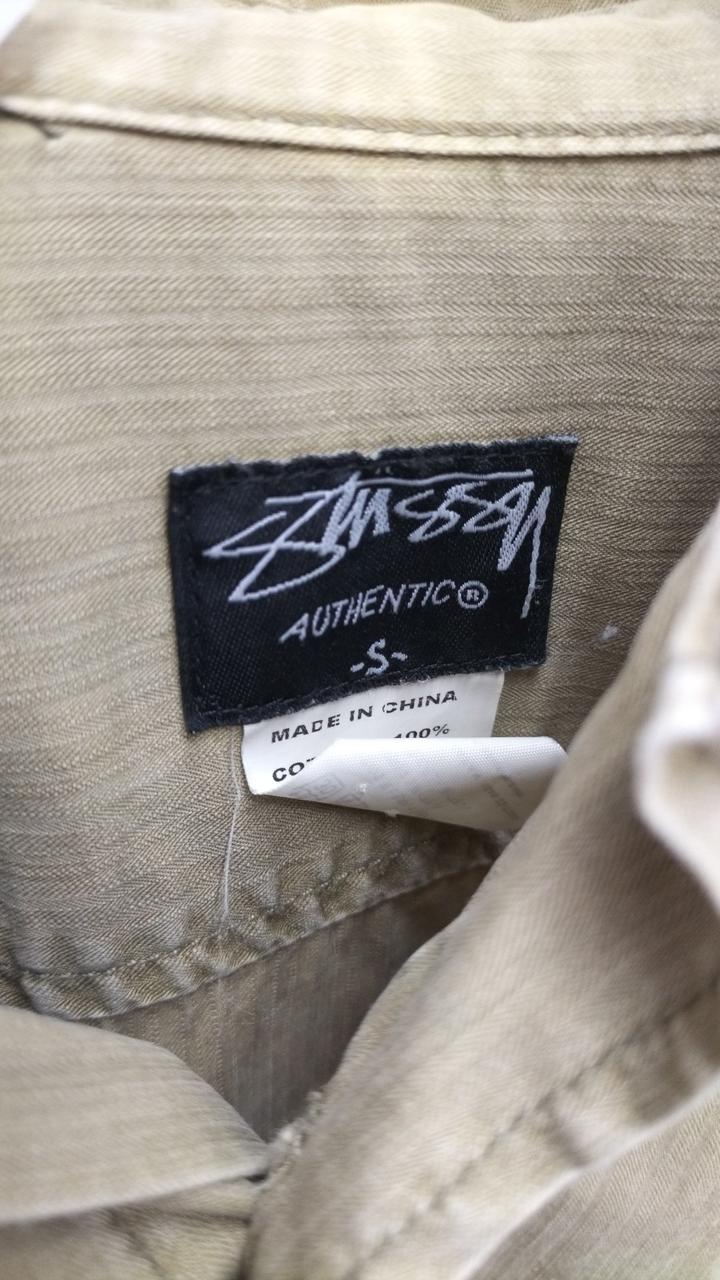 Stussy
AUTHENTIC®
-S-
MADE IN CHINA
100%